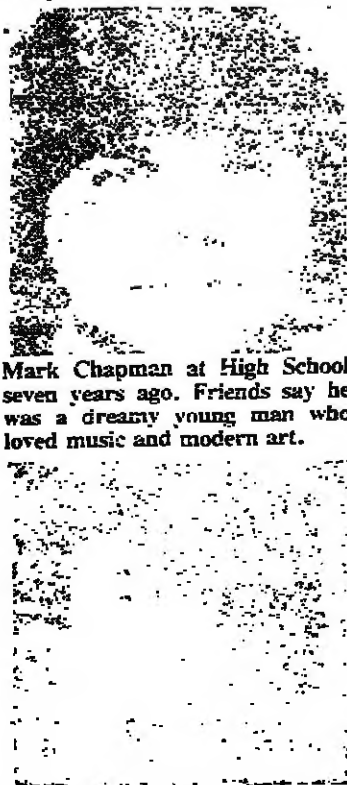 Mark Chapman at High School
seven years ago. Friends say he
was a dreamy young man who
loved music and modern art.